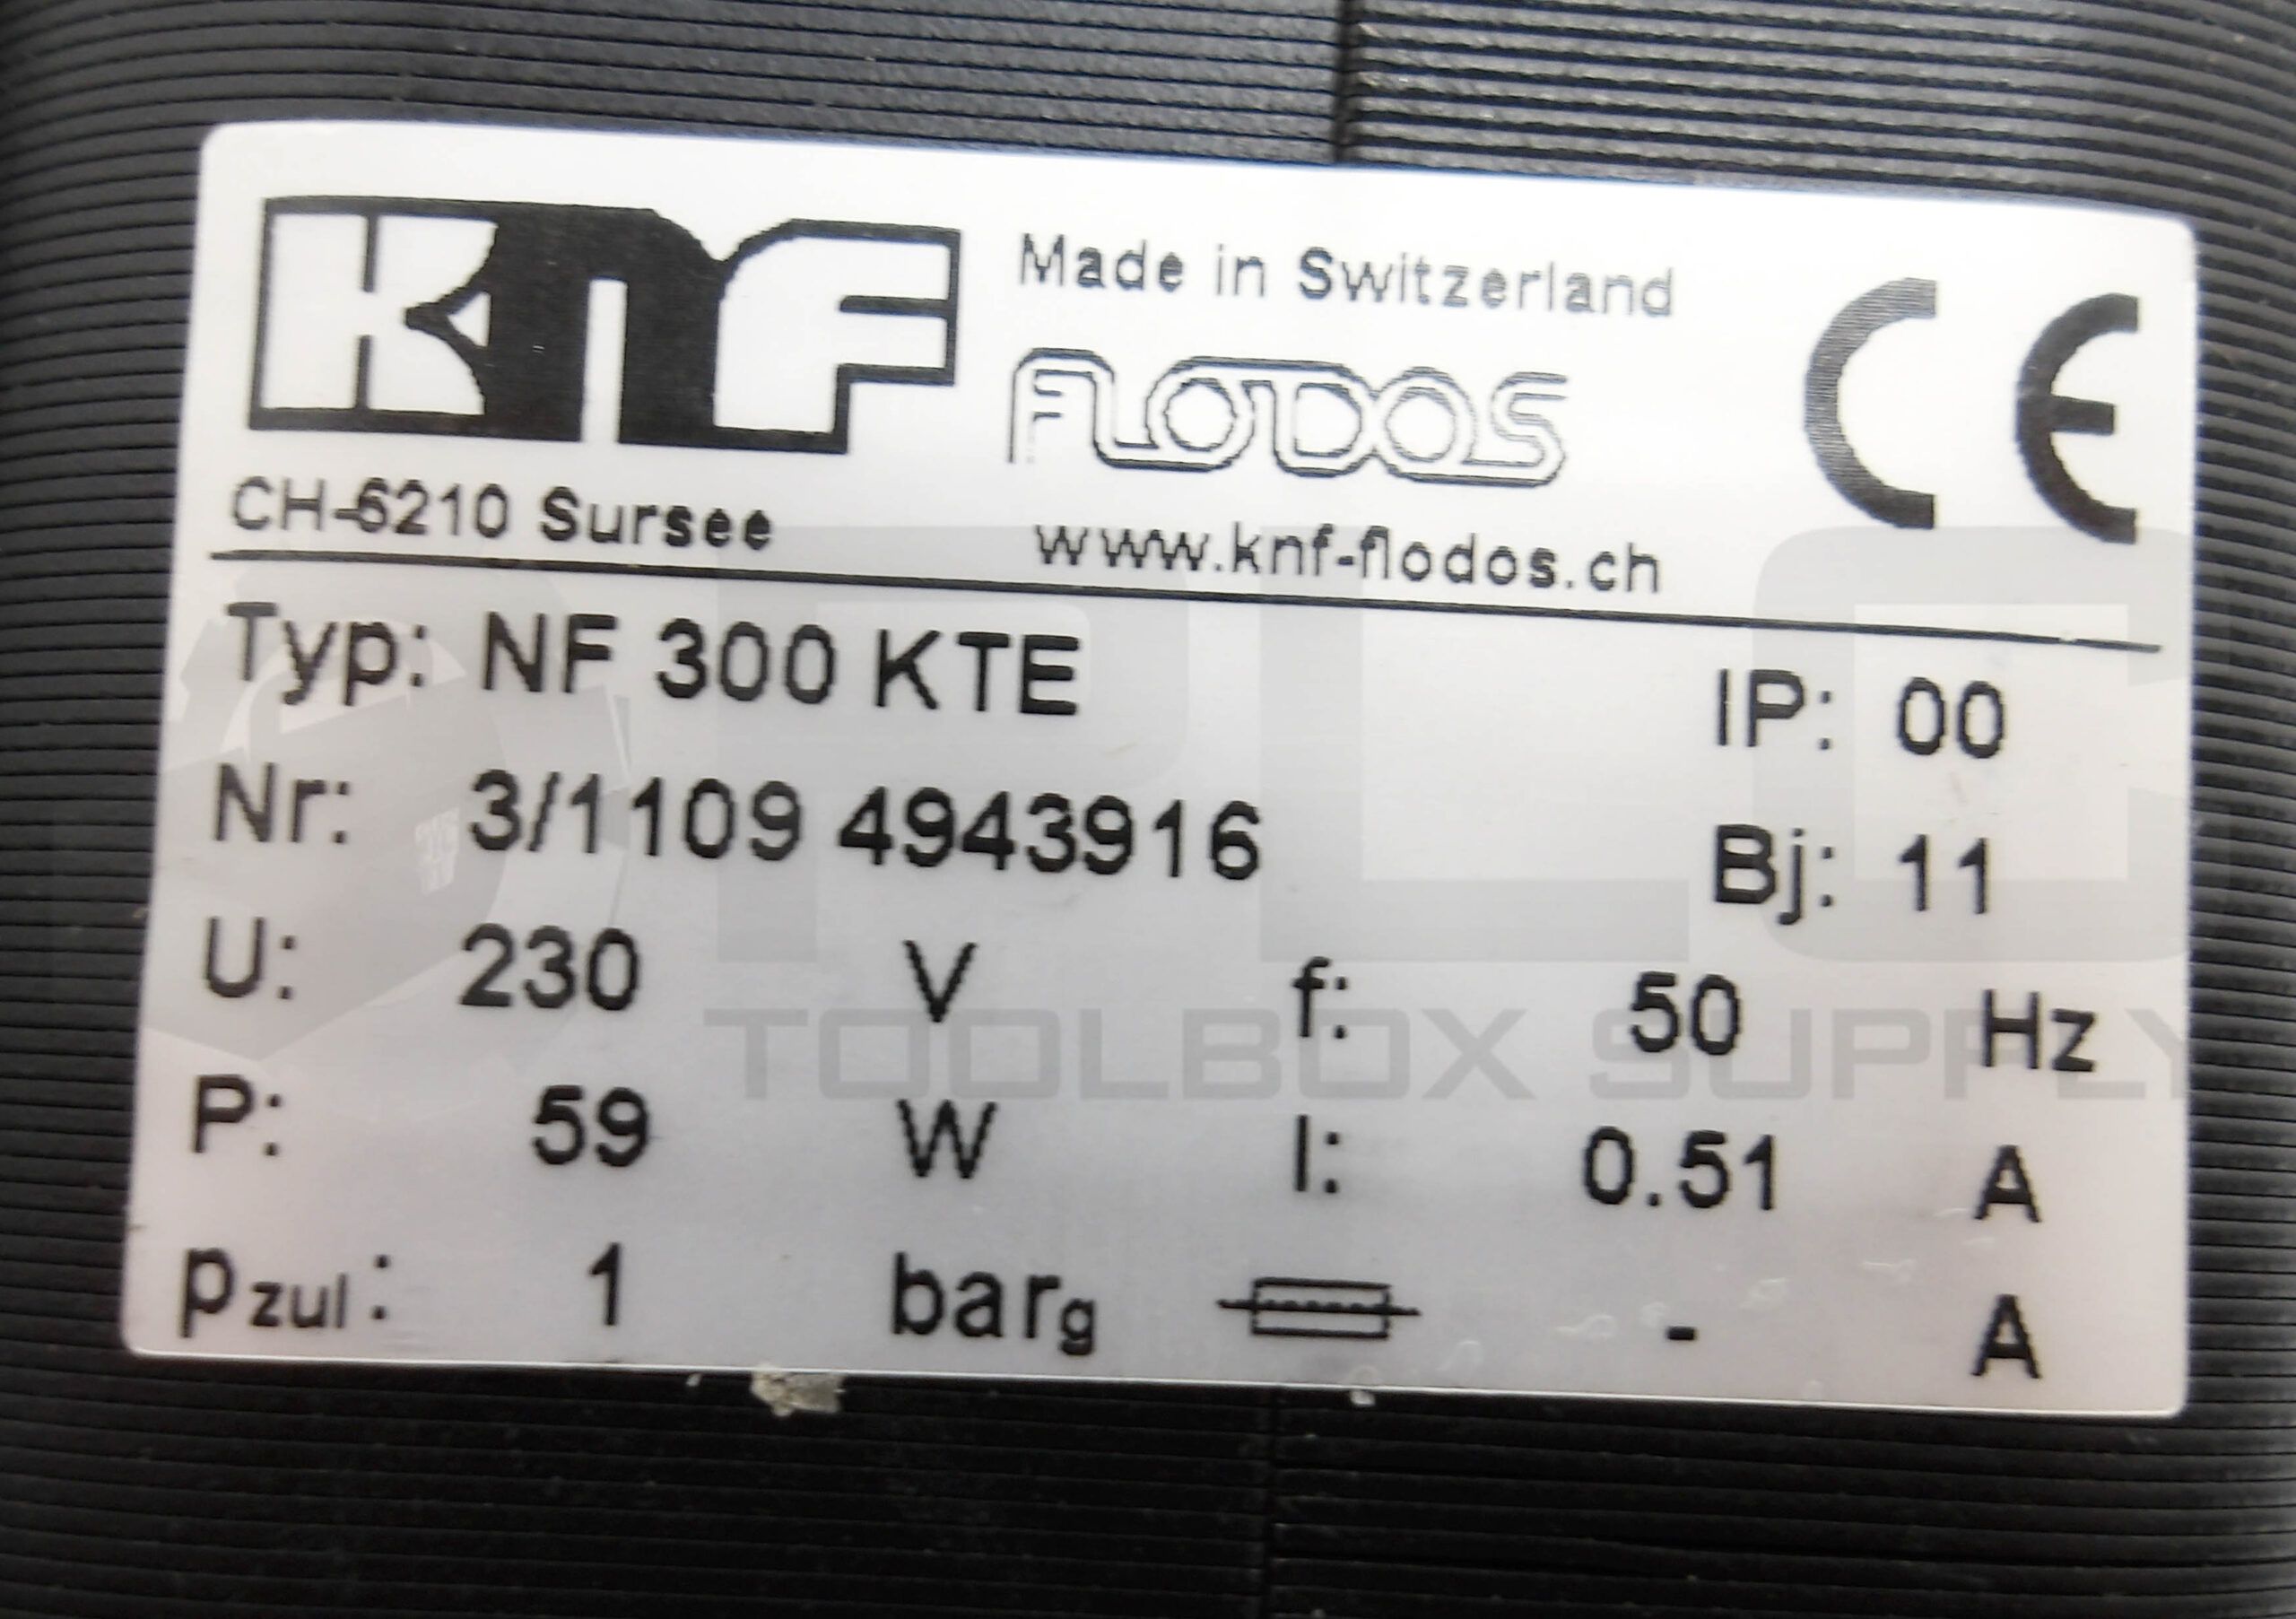 KNF Made in Switzerland CE
FLODOS
CH-6210 Sursee www.knf-flodos.ch
Typ: NF 300 KTE IP: 00
Nr: 3/1109 4943916 Bj: 11
U: 230 V f: 50 Hz
P: 59 W I: 0.51 A
pzul: 1 barg - A
PLC
TOOLBOX SUPPLY